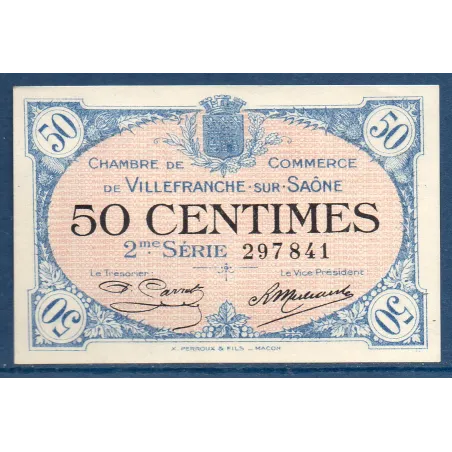 50 50
CHAMBRE DE COMMERCE
DE VILLEFRANCHE-SUR-SAÔNE
50 CENTIMES
2me SÉRIE 297841
Le Trésorier: Le Vice Président:
50 50
X. PERROUX & FILS _ MACON